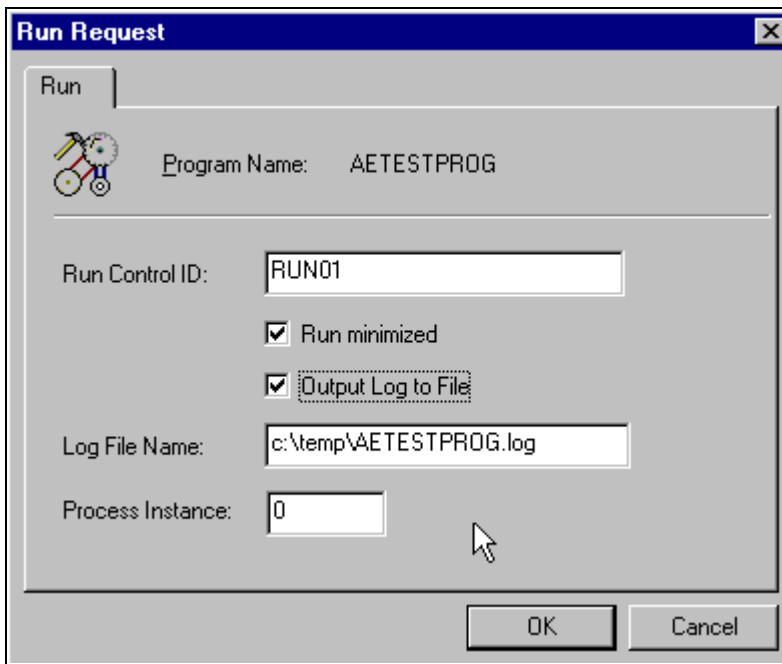 Run Request
Run
Program Name: AETESTPROG
Run Control ID: RUN01
Run minimized
Output Log to File
Log File Name: c:\temp\AETESTPROG.log
Process Instance: 0
OK Cancel